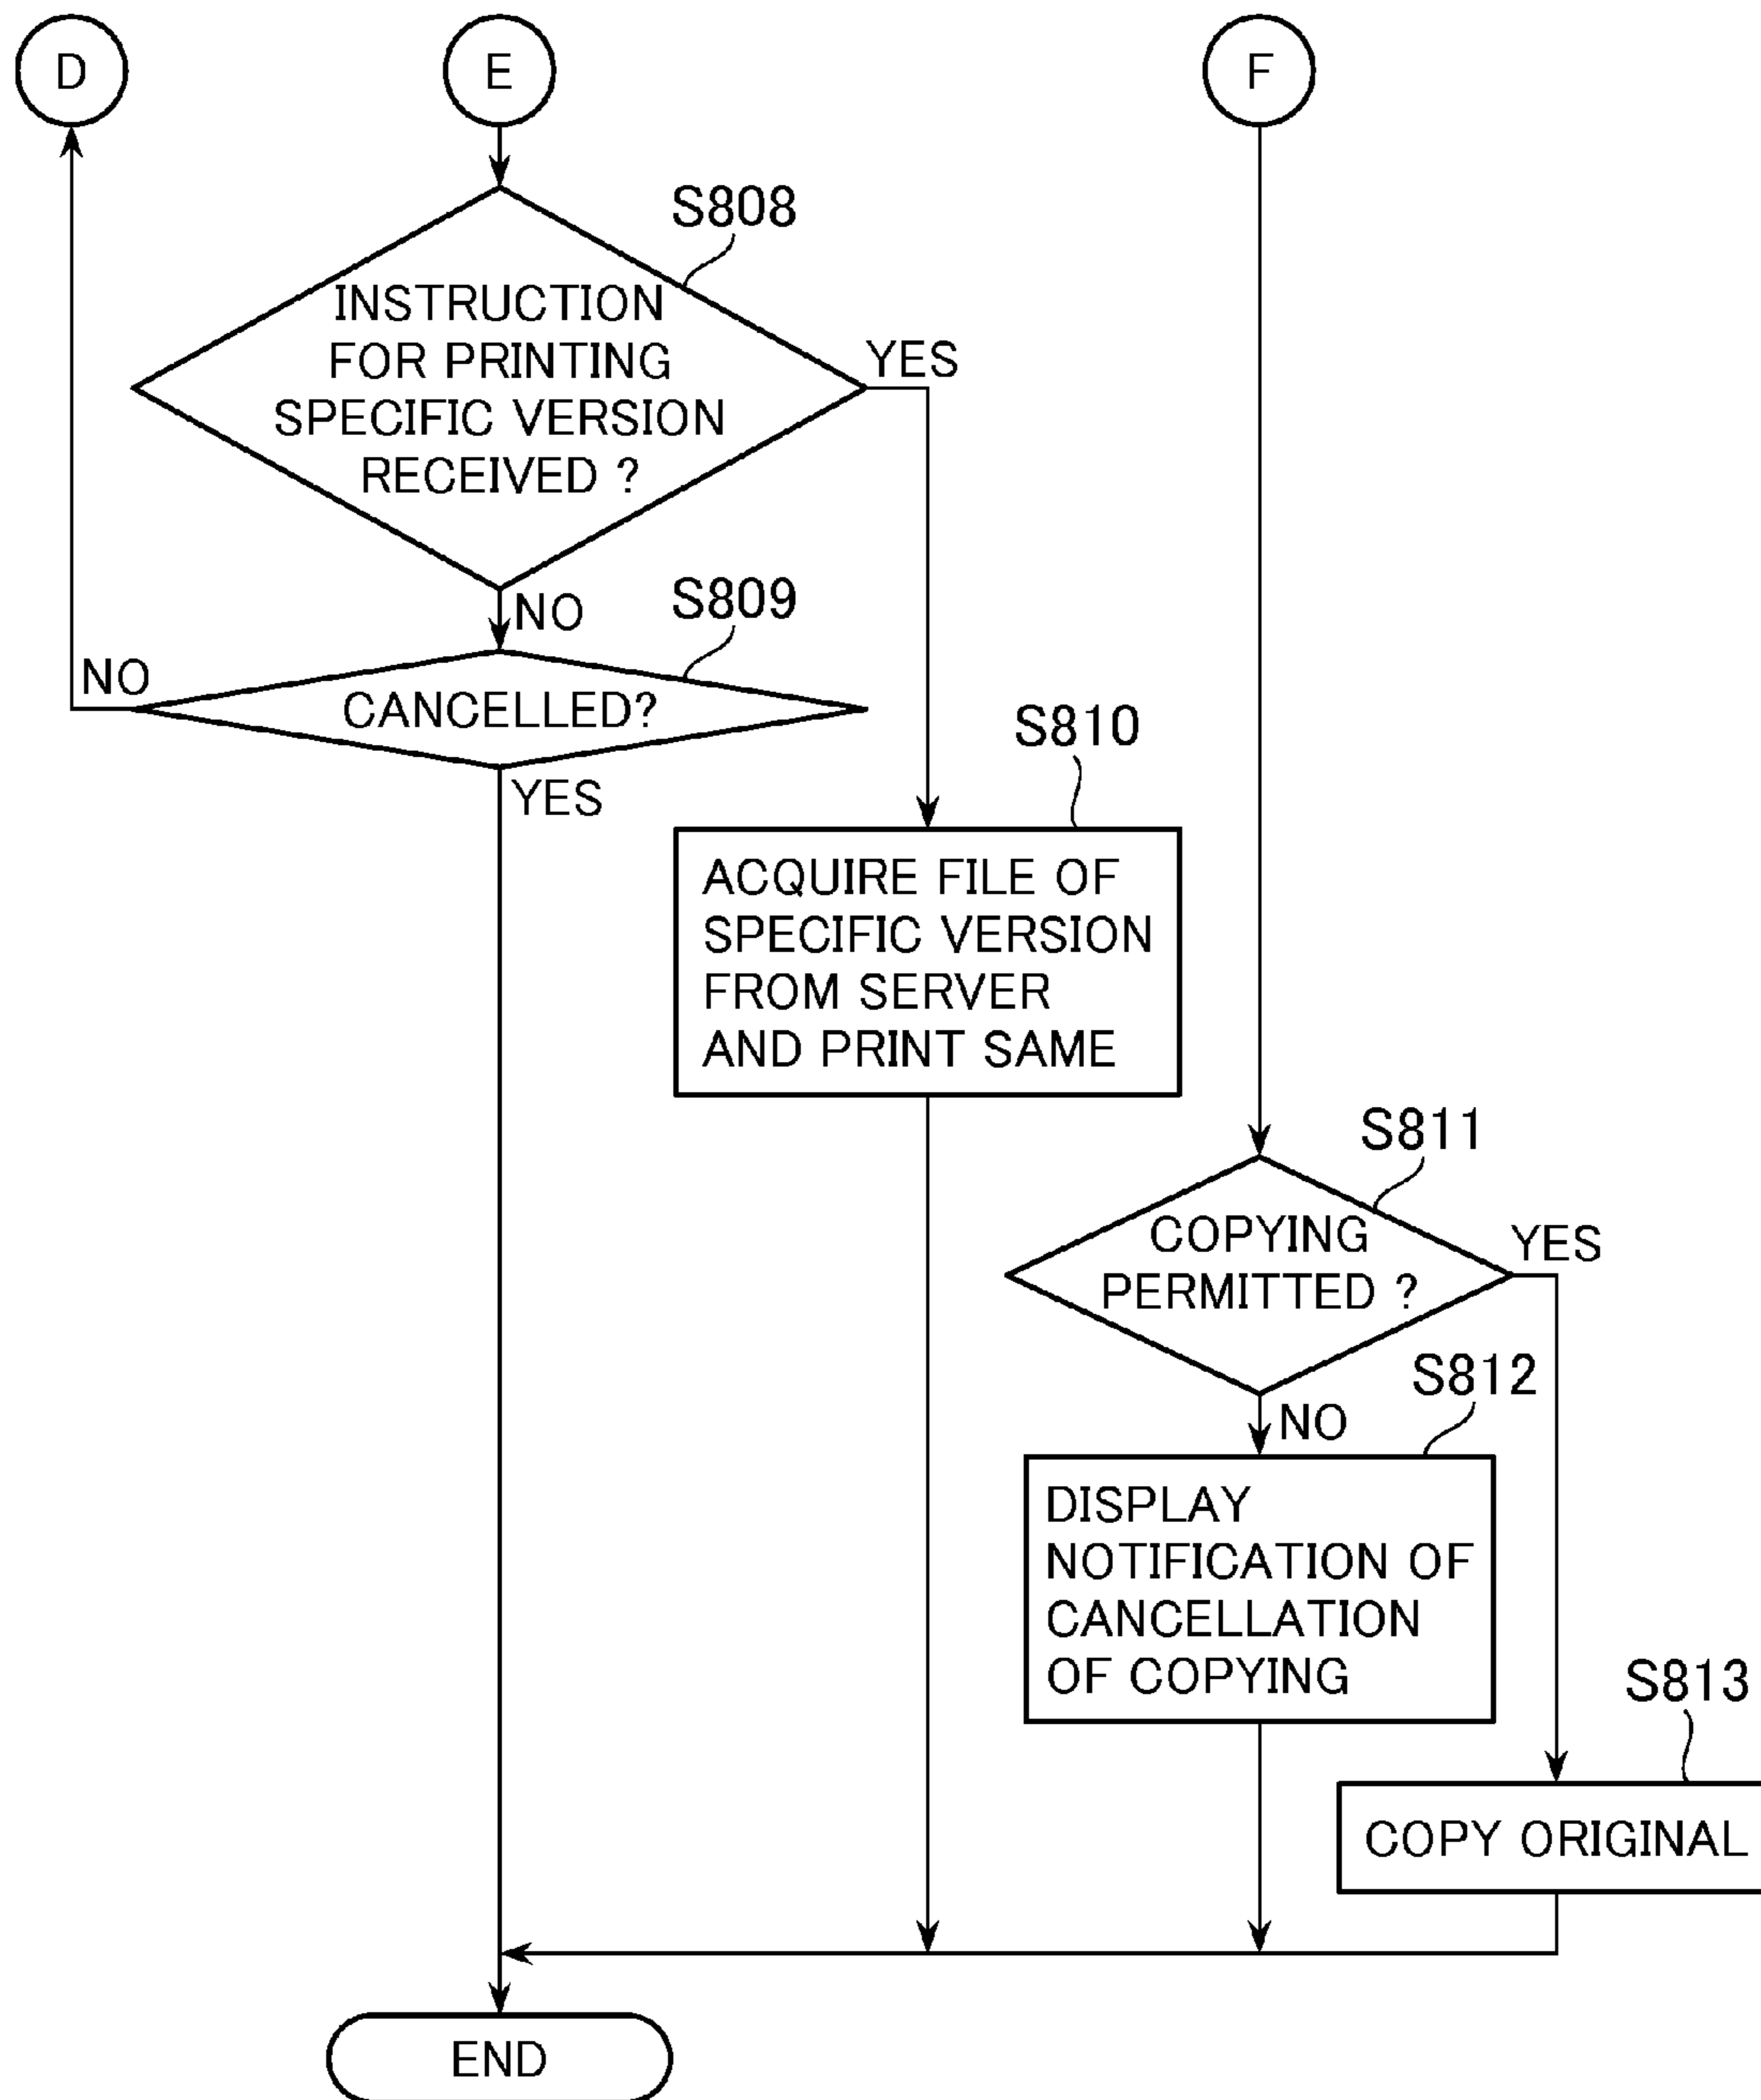 D
E
F
S808
INSTRUCTION
FOR PRINTING
SPECIFIC VERSION
RECEIVED ?
YES
NO
S809
NO
CANCELLED?
YES
S810
ACQUIRE FILE OF
SPECIFIC VERSION
FROM SERVER
AND PRINT SAME
S811
COPYING
PERMITTED ?
YES
NO
S812
DISPLAY
NOTIFICATION OF
CANCELLATION
OF COPYING
S813
COPY ORIGINAL
END